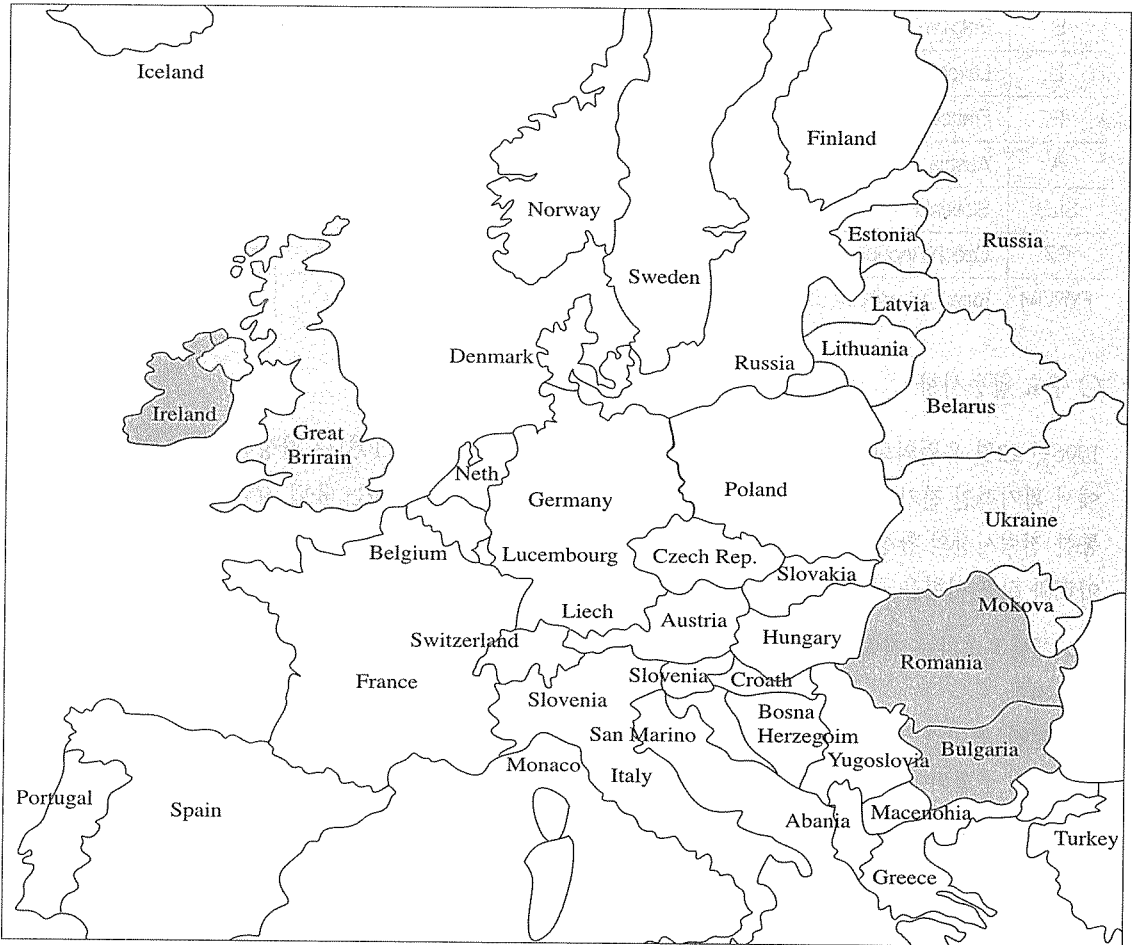 Iceland
Finland
Norway
Estonia
Russia
Sweden
Latvia
Denmark
Russia
Lithuania
Ireland
Belarus
Great
Brirain
Neth
Germany
Poland
Ukraine
Belgium
Lucembourg
Czech Rep.
Slovakia
Liech
Austria
Mokova
Switzerland
Hungary
Romania
France
Slovenia
Slovenia
Croath
San Marino
Bosna
Herzegoim
Bulgaria
Yugoslovia
Monaco
Italy
Portugal
Spain
Abania
Macenohia
Turkey
Greece